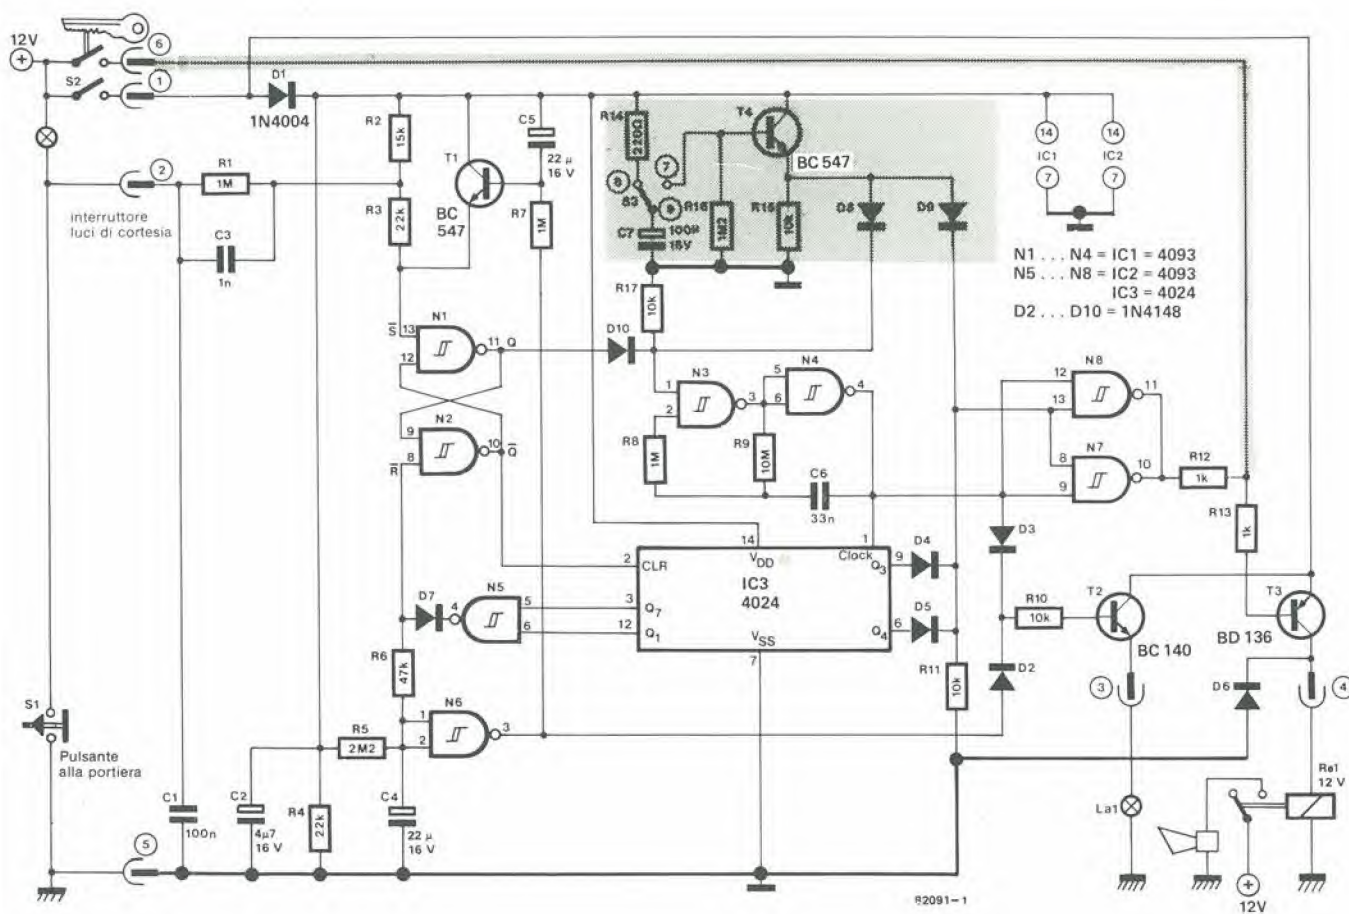 12V
+
6
S2
1
D1
1N4004
R2
15k
C5
22 µ
16 V
T1
BC
547
R7
1M
R14
220Ω
T4
BC 547
7
8
S3
9
R16
1M2
R15
10k
C7
100µ
16V
D8
D9
14
14
IC1
IC2
7
7
2
R1
1M
interruttore
luci di cortesia
C3
1n
R3
22k
N1 . . . N4 = IC1 = 4093
N5 . . . N8 = IC2 = 4093
IC3 = 4024
D2 . . . D10 = 1N4148
R17
10k
N1
S̅ 13
12
11 Q
D10
N3
1
2
3
N4
5
6
4
N8
12
13
11
N2
9
8
R̅
10 Q̅
R8
1M
R9
10M
C6
33n
N7
8
9
10
R12
1k
R13
1k
D3
14
VDD
1
Clock
2 CLR
3 Q7
12 Q1
IC3
4024
VSS
7
Q3 9
Q4 6
D4
D5
D7
4
N5
5
6
R10
10k
T2
BC 140
T3
BD 136
R6
47k
R11
10k
D2
3
D6
4
S1
Pulsante
alla portiera
R5
2M2
N6
1
2
3
C1
100n
C2
4µ7
16 V
R4
22k
C4
22 µ
16 V
La1
Re1
12 V
5
82091-1
+
12V